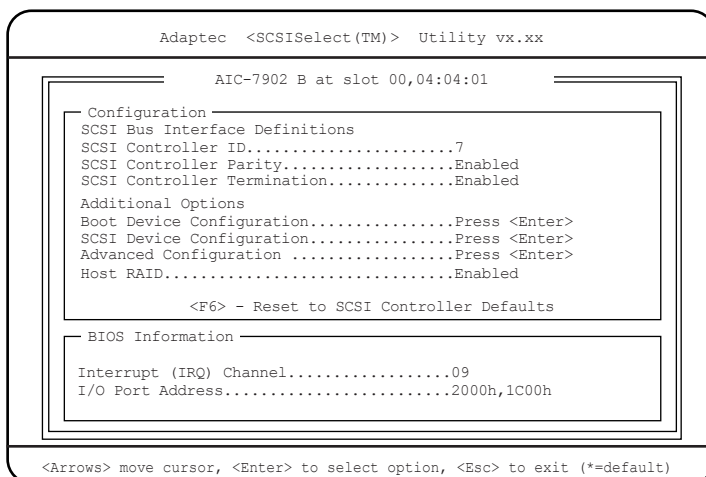 Adaptec <SCSISelect(TM)> Utility vx.xx
AIC-7902 B at slot 00,04:04:01
Configuration
SCSI Bus Interface Definitions
SCSI Controller ID.......................7
SCSI Controller Parity...................Enabled
SCSI Controller Termination..............Enabled
Additional Options
Boot Device Configuration................Press <Enter>
SCSI Device Configuration................Press <Enter>
Advanced Configuration ..................Press <Enter>
Host RAID................................Enabled
<F6> - Reset to SCSI Controller Defaults
BIOS Information
Interrupt (IRQ) Channel..................09
I/O Port Address.........................2000h,1C00h
<Arrows> move cursor, <Enter> to select option, <Esc> to exit (*=default)